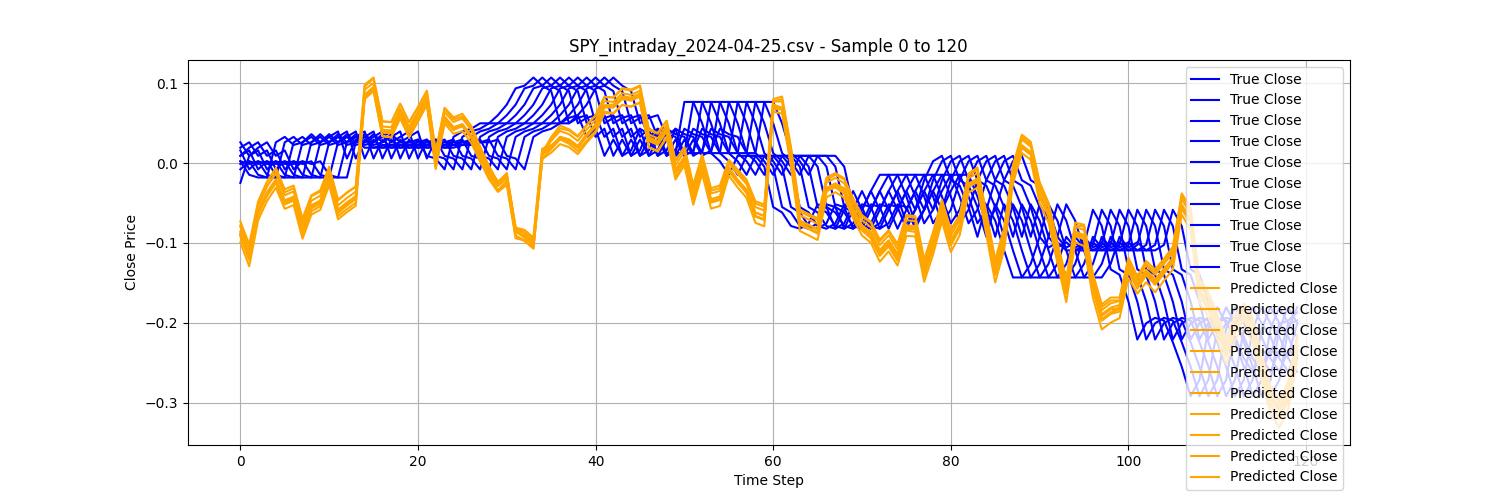 SPY_intraday_2024-04-25.csv - Sample 0 to 120
Close Price
0.1
0.0
−0.1
−0.2
−0.3
0
20
40
60
80
100
120
Time Step
True Close
True Close
True Close
True Close
True Close
True Close
True Close
True Close
True Close
True Close
Predicted Close
Predicted Close
Predicted Close
Predicted Close
Predicted Close
Predicted Close
Predicted Close
Predicted Close
Predicted Close
Predicted Close